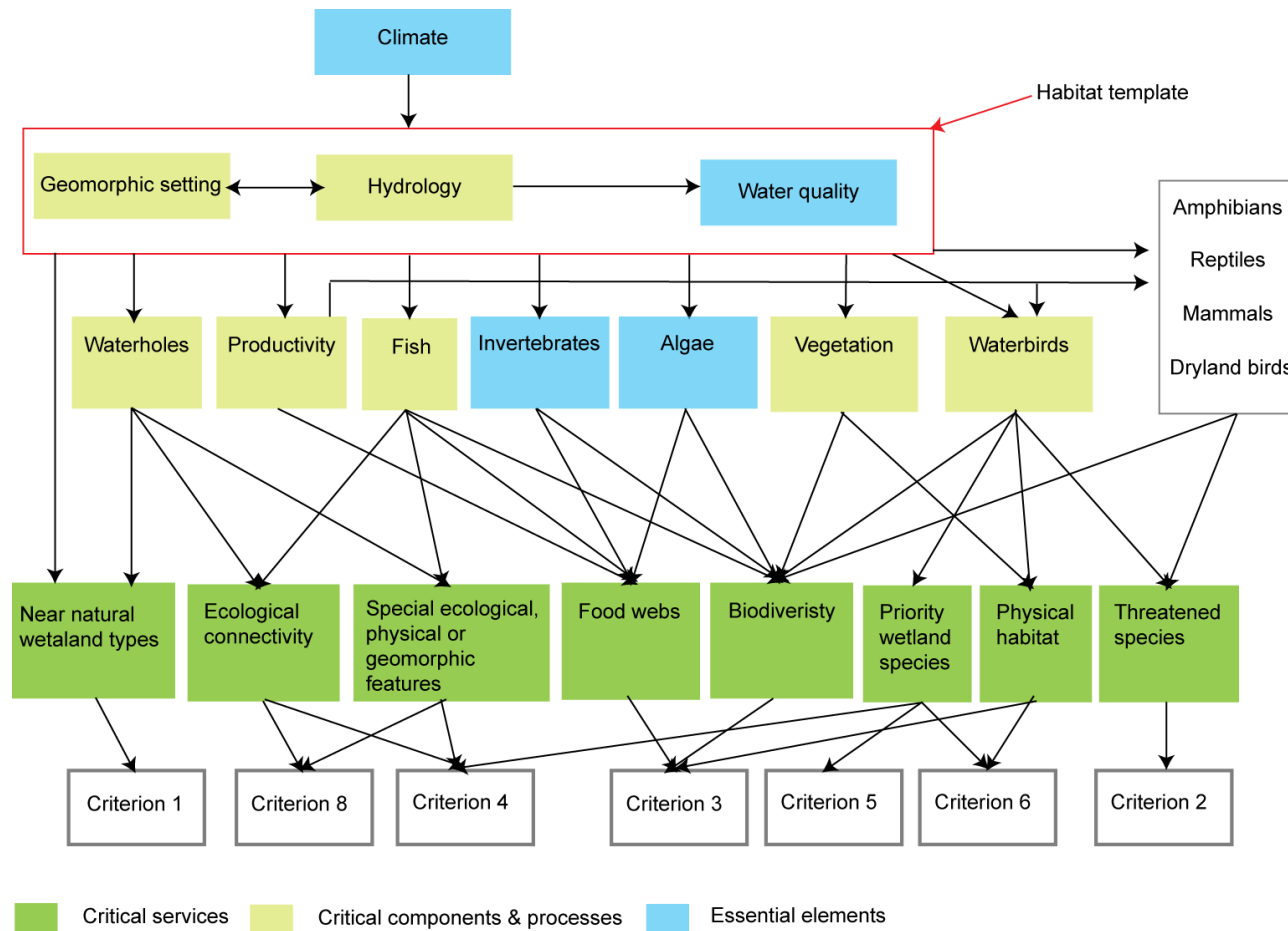 Climate
Habitat template
Geomorphic setting
Hydrology
Water quality
Amphibians
Reptiles
Mammals
Dryland birds
Waterholes
Productivity
Fish
Invertebrates
Algae
Vegetation
Waterbirds
Near natural
wetaland types
Ecological
connectivity
Special ecological,
physical or
geomorphic
features
Food webs
Biodiveristy
Priority
wetland
species
Physical
habitat
Threatened
species
Criterion 1
Criterion 8
Criterion 4
Criterion 3
Criterion 5
Criterion 6
Criterion 2
Critical services
Critical components & processes
Essential elements